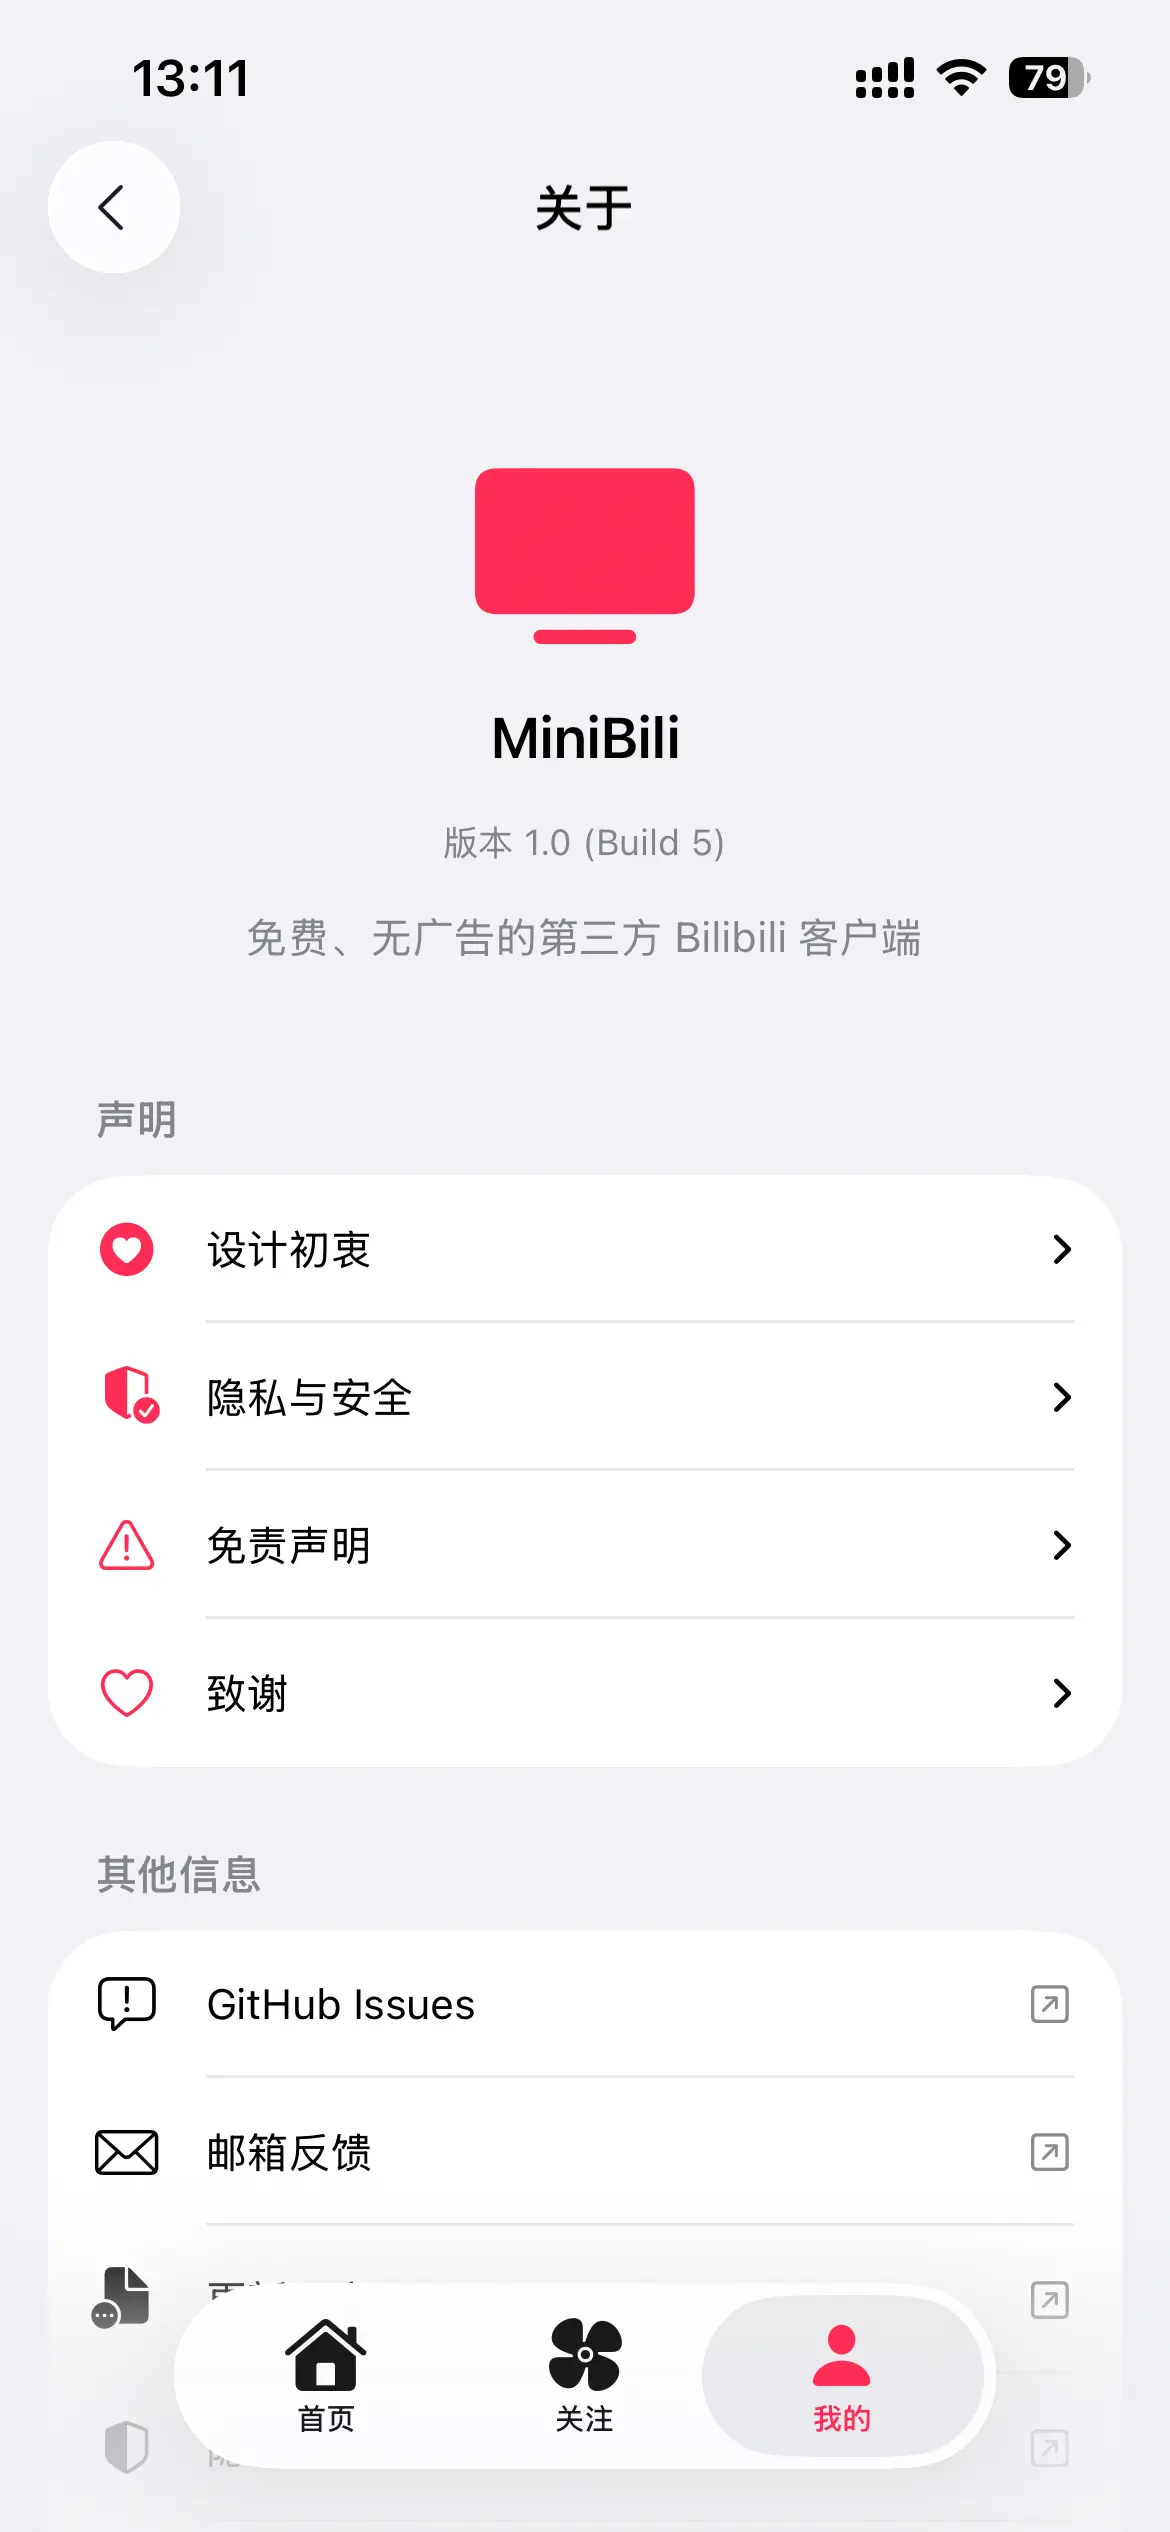 13:11
79
关于
MiniBili
版本 1.0 (Build 5)
免费、无广告的第三方 Bilibili 客户端
声明
设计初衷
隐私与安全
免责声明
致谢
其他信息
GitHub Issues
邮箱反馈
首页
关注
我的